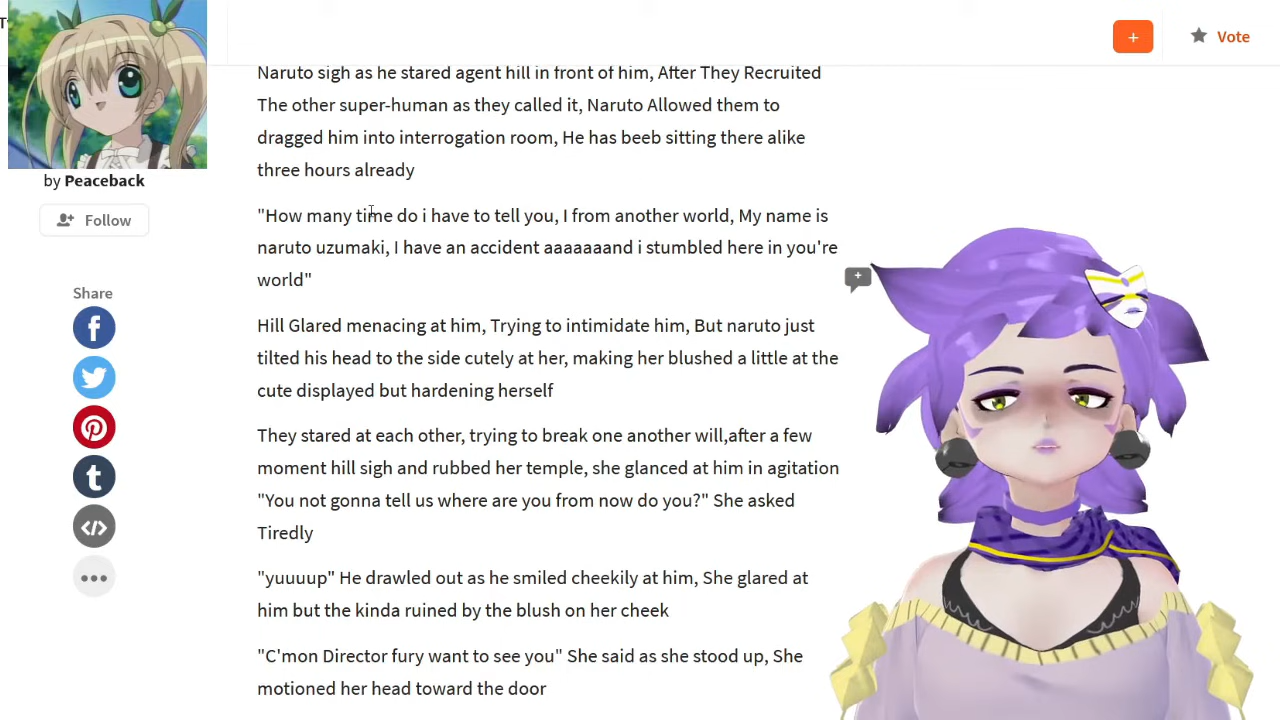 T
Vote
Naruto sigh as he stared agent hill in front of him, After They Recruited
The other super-human as they called it, Naruto Allowed them to
dragged him into interrogation room, He has beeb sitting there alike
three hours already
by Peaceback
Follow
"How many time do i have to tell you, I from another world, My name is
naruto uzumaki, I have an accident aaaaaaand i stumbled here in you're
world"
Share
Hill Glared menacing at him, Trying to intimidate him, But naruto just
tilted his head to the side cutely at her, making her blushed a little at the
cute displayed but hardening herself
They stared at each other, trying to break one another will,after a few
moment hill sigh and rubbed her temple, she glanced at him in agitation
"You not gonna tell us where are you from now do you?" She asked
Tiredly
"yuuuup" He drawled out as he smiled cheekily at him, She glared at
him but the kinda ruined by the blush on her cheek
"C'mon Director fury want to see you" She said as she stood up, She
motioned her head toward the door